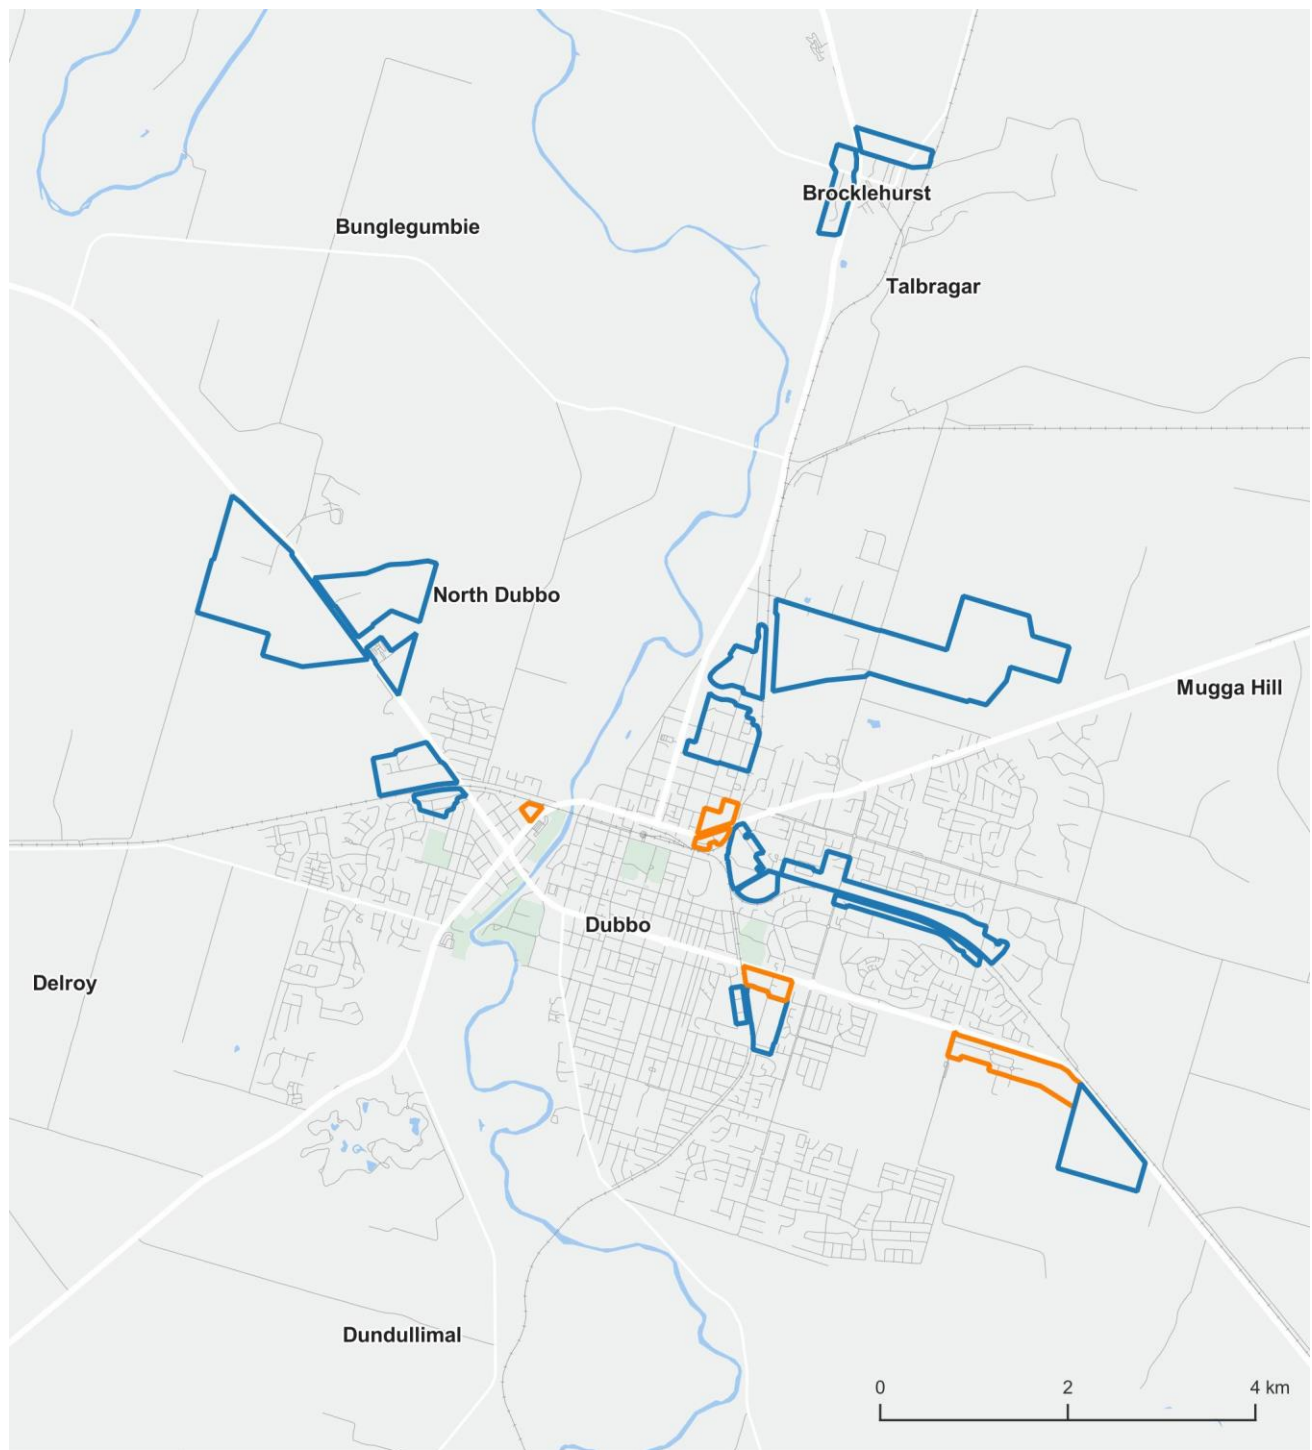 Brocklehurst
Bunglegumbie
Talbragar
North Dubbo
Mugga Hill
Dubbo
Delroy
Dundullimal
0 2 4 km